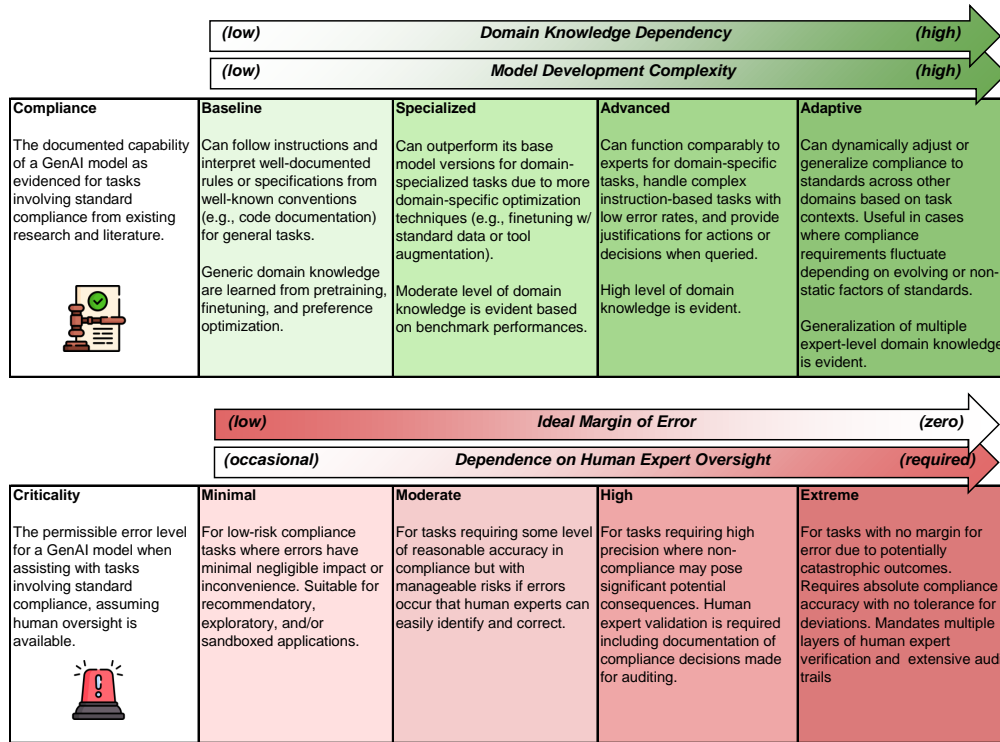 (low) Domain Knowledge Dependency (high)
(low) Model Development Complexity (high)
Compliance
The documented capability
of a GenAI model as
evidenced for tasks
involving standard
compliance from existing
research and literature.
Baseline
Can follow instructions and
interpret well-documented
rules or specifications from
well-known conventions
(e.g., code documentation)
for general tasks.
Generic domain knowledge
are learned from pretraining,
finetuning, and preference
optimization.
Specialized
Can outperform its base
model versions for domain-
specialized tasks due to more
domain-specific optimization
techniques (e.g., finetuning w/
standard data or tool
augmentation).
Moderate level of domain
knowledge is evident based
on benchmark performances.
Advanced
Can function comparably to
experts for domain-specific
tasks, handle complex
instruction-based tasks with
low error rates, and provide
justifications for actions or
decisions when queried.
High level of domain
knowledge is evident.
Adaptive
Can dynamically adjust or
generalize compliance to
standards across other
domains based on task
contexts. Useful in cases
where compliance
requirements fluctuate
depending on evolving or non-
static factors of standards.
Generalization of multiple
expert-level domain knowledge
is evident.
(low) Ideal Margin of Error (zero)
(occasional) Dependence on Human Expert Oversight (required)
Criticality
The permissible error level
for a GenAI model when
assisting with tasks
involving standard
compliance, assuming
human oversight is
available.
Minimal
For low-risk compliance
tasks where errors have
minimal negligible impact or
inconvenience. Suitable for
recommendatory,
exploratory, and/or
sandboxed applications.
Moderate
For tasks requiring some level
of reasonable accuracy in
compliance but with
manageable risks if errors
occur that human experts can
easily identify and correct.
High
For tasks requiring high
precision where non-
compliance may pose
significant potential
consequences. Human
expert validation is required
including documentation of
compliance decisions made
for auditing.
Extreme
For tasks with no margin for
error due to potentially
catastrophic outcomes.
Requires absolute compliance
accuracy with no tolerance for
deviations. Mandates multiple
layers of human expert
verification and extensive aud
trails